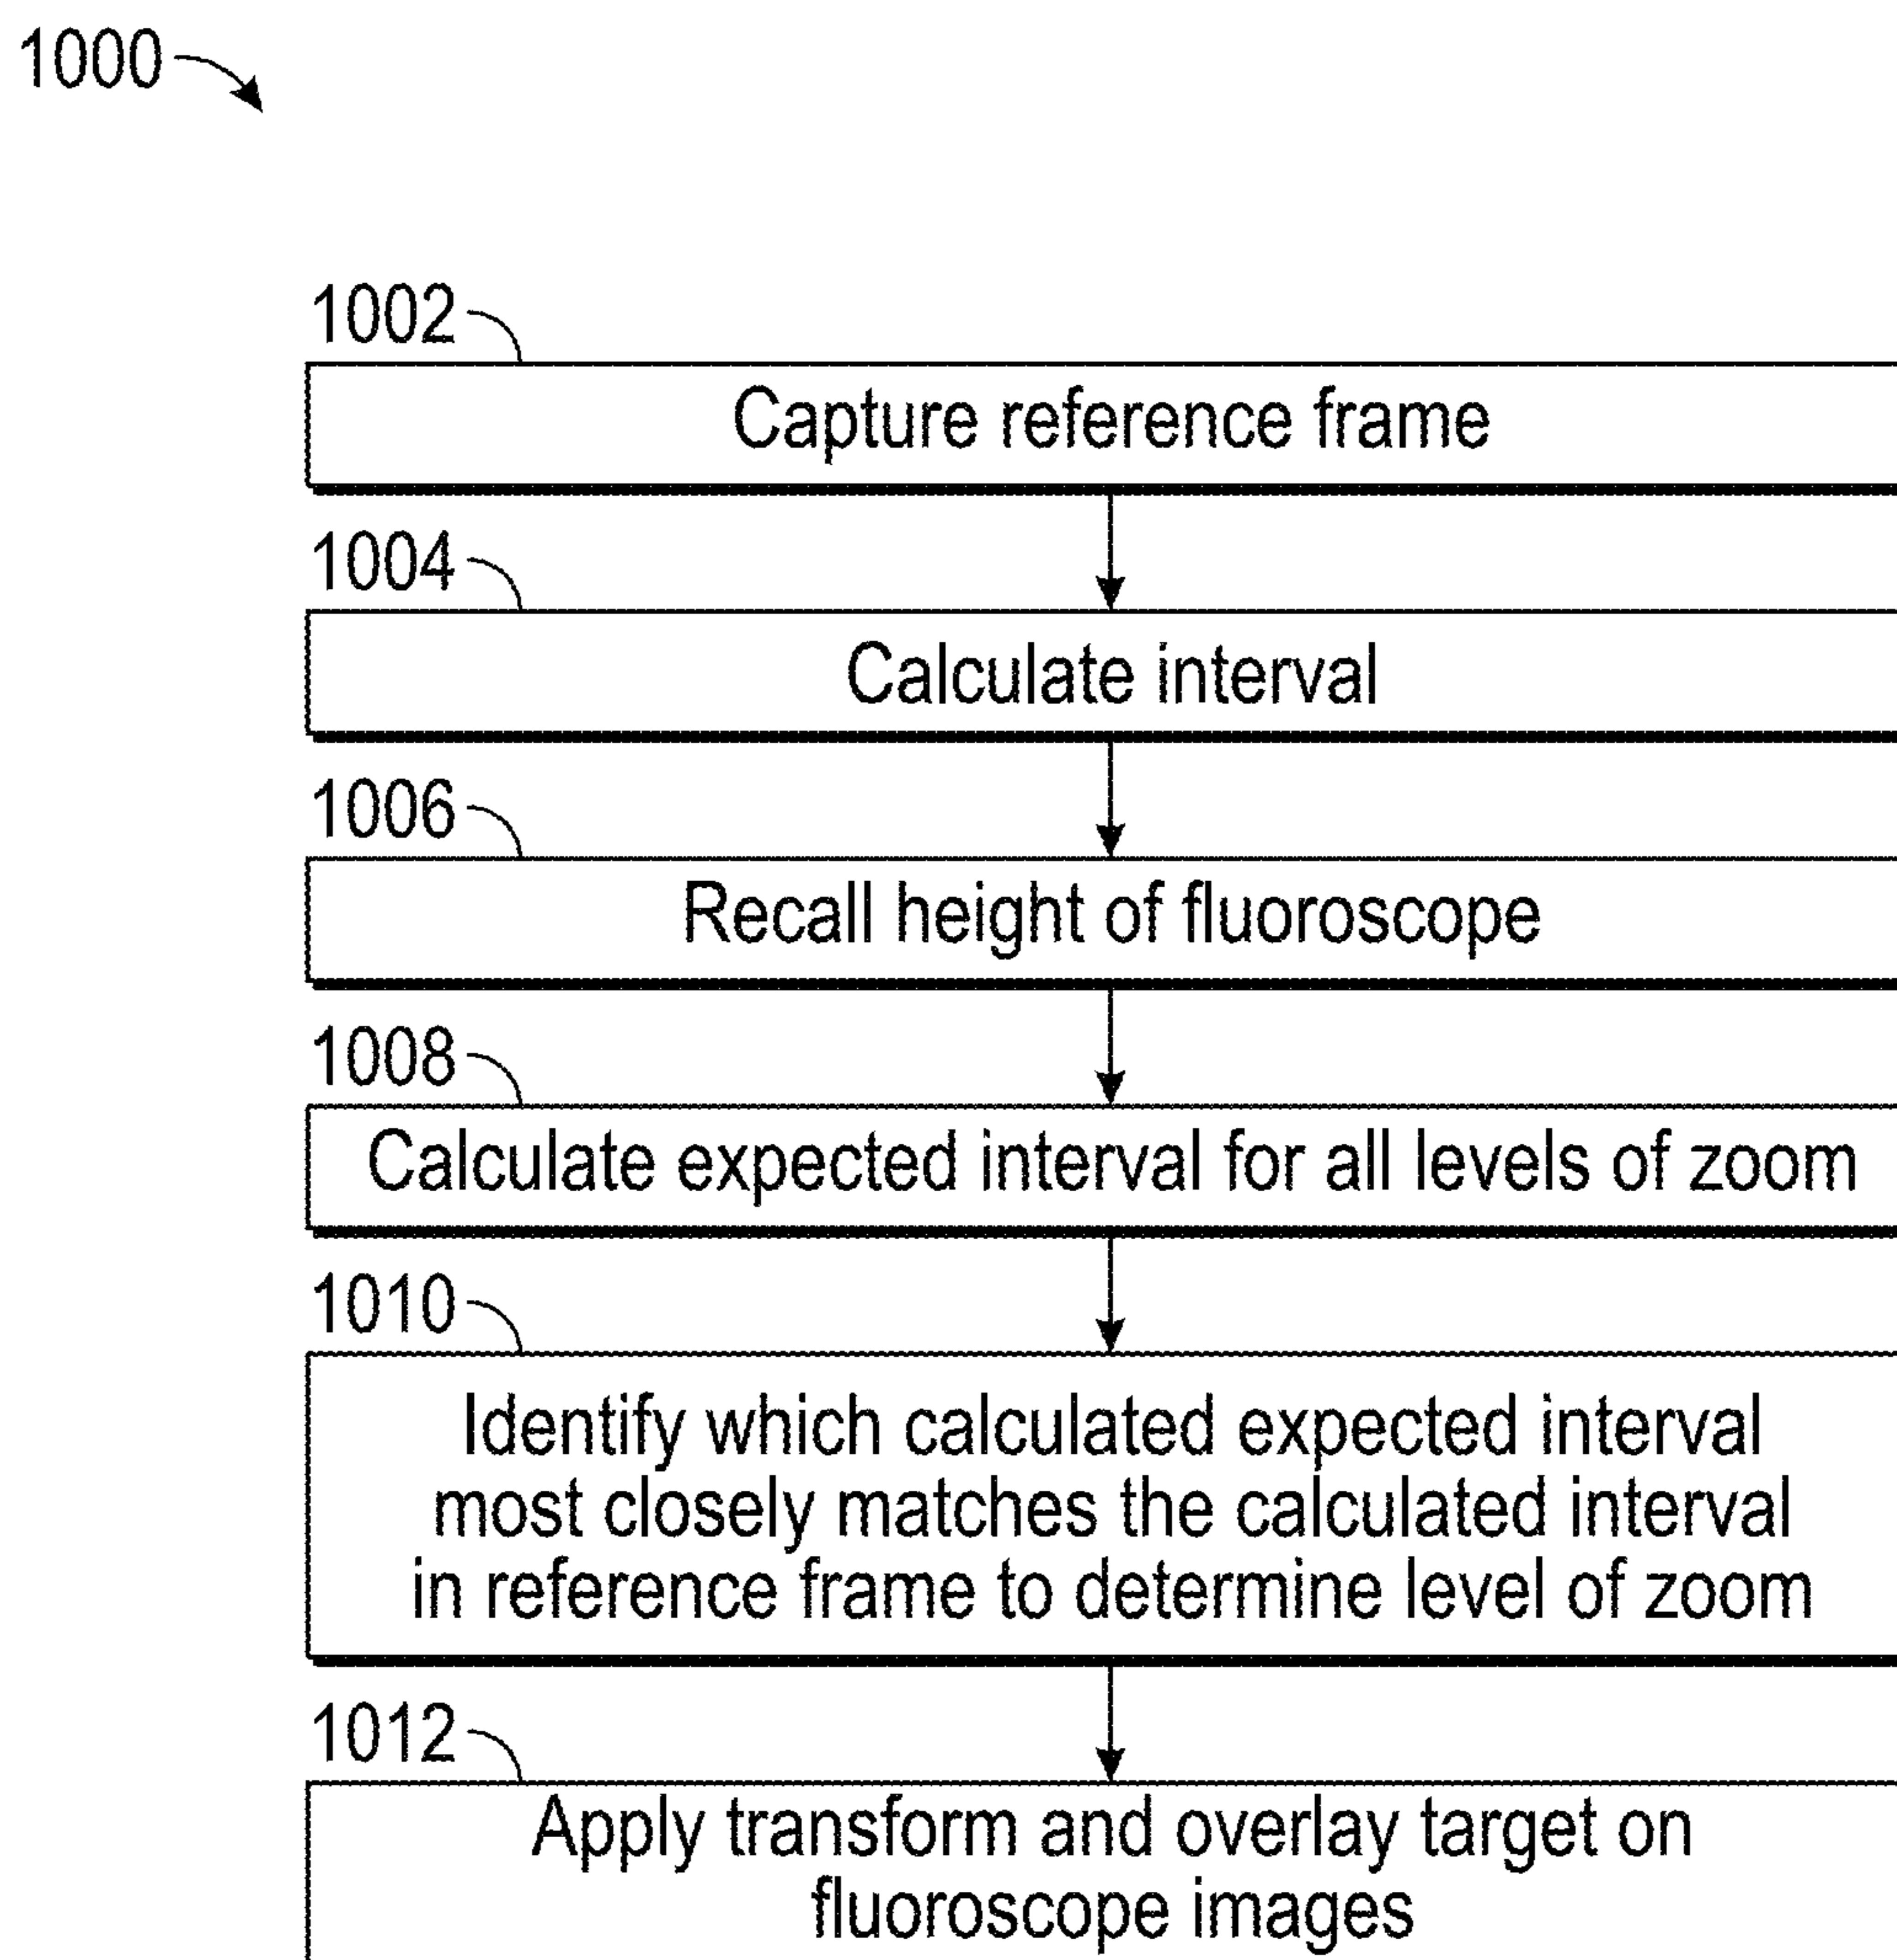 1000
1002
Capture reference frame
1004
Calculate interval
1006
Recall height of fluoroscope
1008
Calculate expected interval for all levels of zoom
1010
Identify which calculated expected interval
most closely matches the calculated interval
in reference frame to determine level of zoom
1012
Apply transform and overlay target on
fluoroscope images